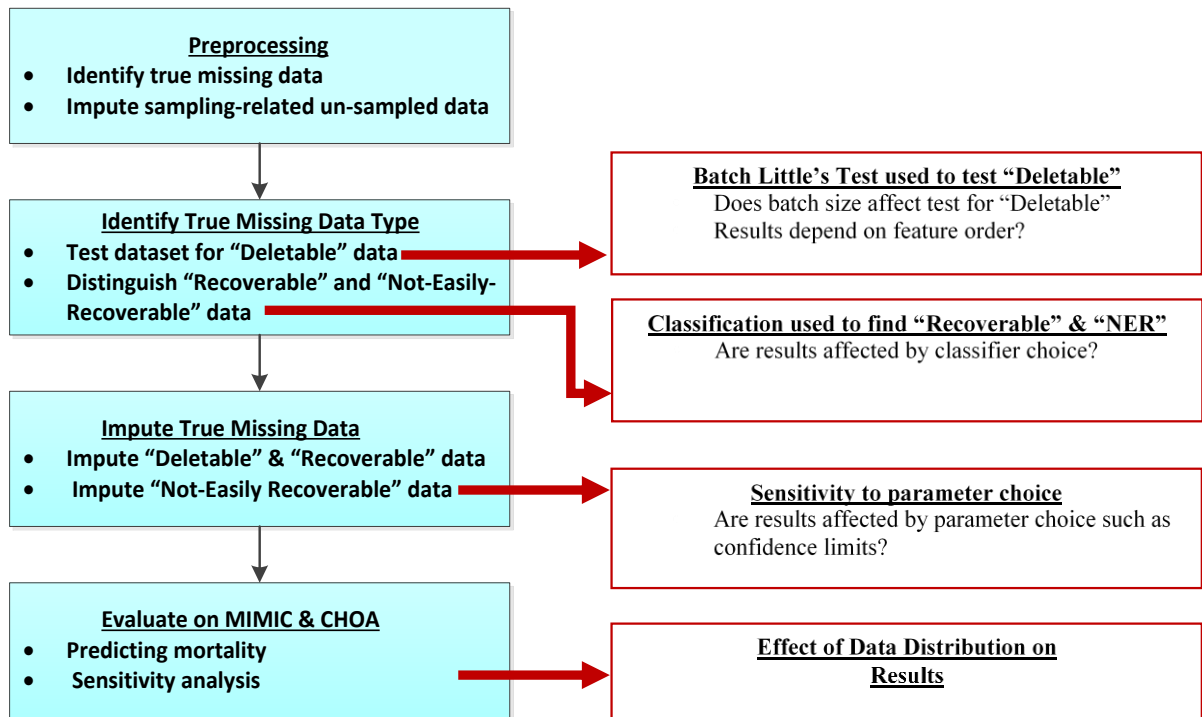 Preprocessing
• Identify true missing data
• Impute sampling-related un-sampled data
Identify True Missing Data Type
• Test dataset for “Deletable” data
• Distinguish “Recoverable” and “Not-Easily-
Recoverable” data
Batch Little’s Test used to test “Deletable”
Does batch size affect test for “Deletable”
Results depend on feature order?
Classification used to find “Recoverable” & “NER”
Are results affected by classifier choice?
Impute True Missing Data
• Impute “Deletable” & “Recoverable” data
• Impute “Not-Easily Recoverable” data
Sensitivity to parameter choice
Are results affected by parameter choice such as
confidence limits?
Evaluate on MIMIC & CHOA
• Predicting mortality
• Sensitivity analysis
Effect of Data Distribution on
Results